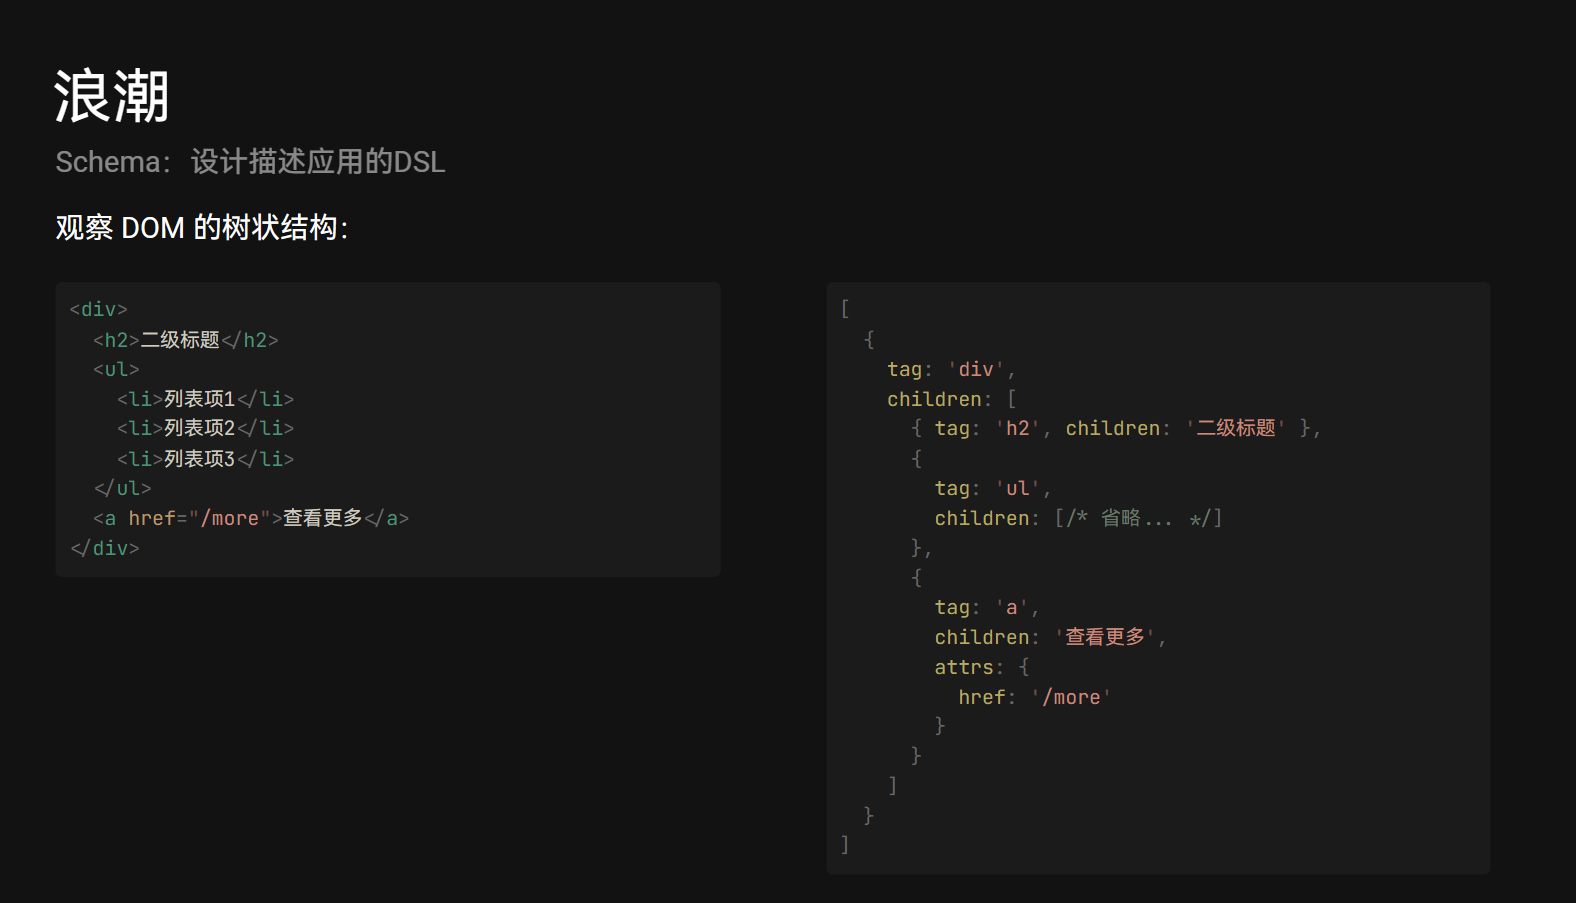 浪潮
Schema：设计描述应用的DSL
观察 DOM 的树状结构：
<div>
  <h2>二级标题</h2>
  <ul>
    <li>列表项1</li>
    <li>列表项2</li>
    <li>列表项3</li>
  </ul>
  <a href="/more">查看更多</a>
</div>
[
  {
    tag: 'div',
    children: [
      { tag: 'h2', children: '二级标题' },
      {
        tag: 'ul',
        children: [/* 省略... */]
      },
      {
        tag: 'a',
        children: '查看更多',
        attrs: {
          href: '/more'
        }
      }
    ]
  }
]